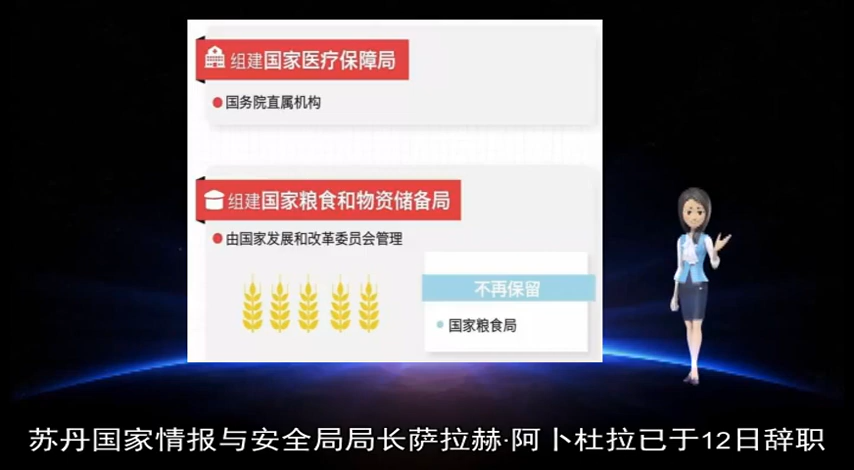 组建国家医疗保障局
国务院直属机构
组建国家粮食和物资储备局
由国家发展和改革委员会管理
不再保留
国家粮食局
苏丹国家情报与安全局局长萨拉赫·阿卜杜拉已于12日辞职